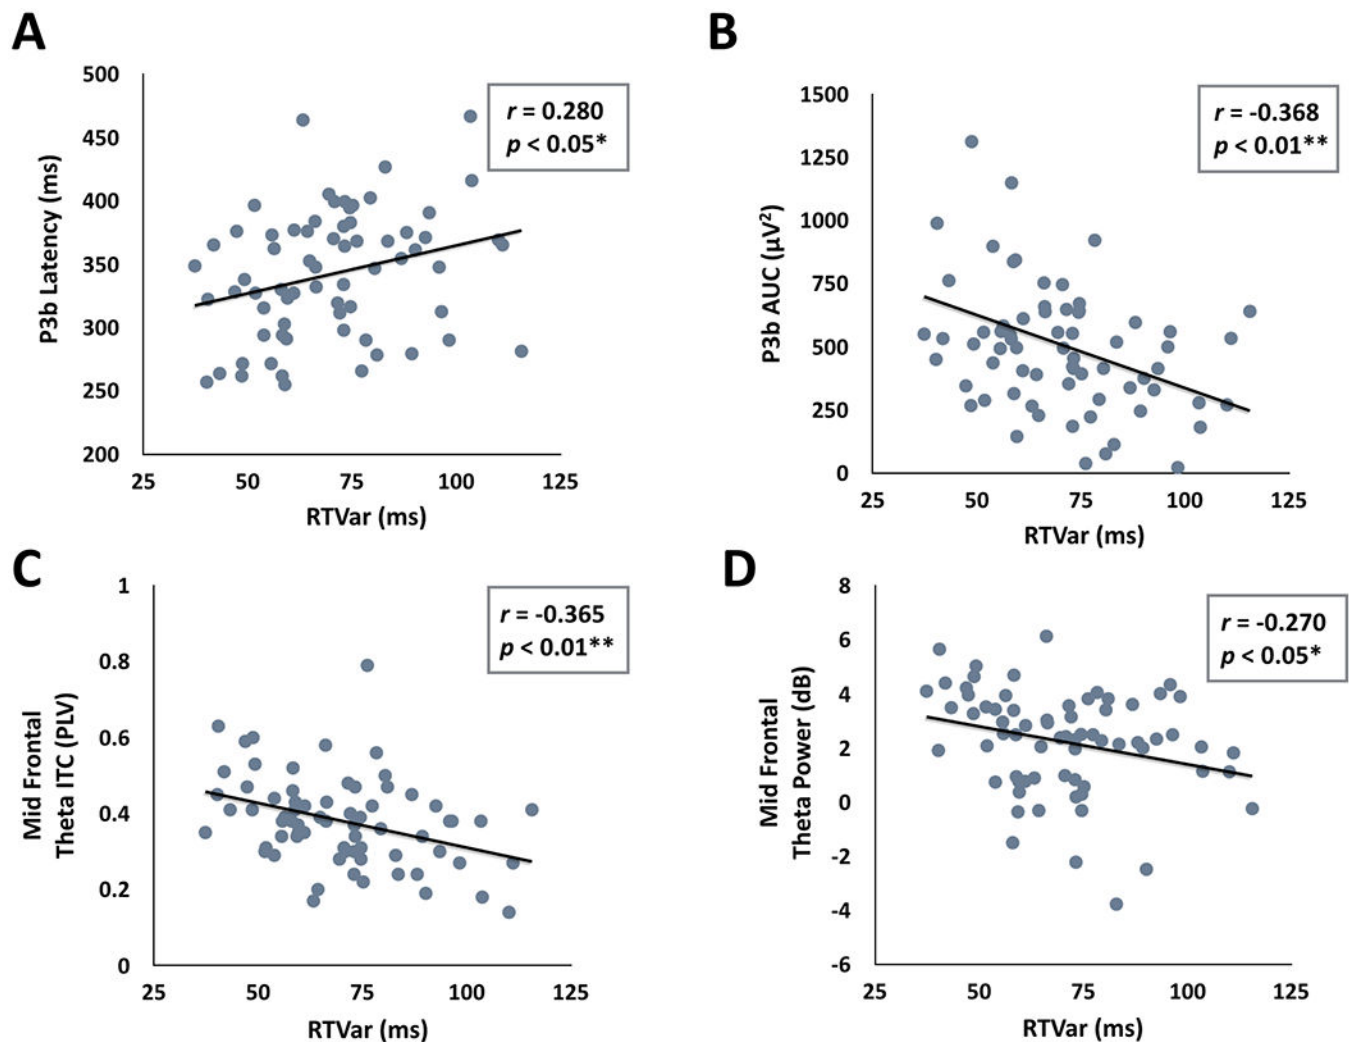 A
500
450
400
350
300
250
200
P3b Latency (ms)
r = 0.280
p < 0.05*
25 50 75 100 125
RTVar (ms)
B
1500
1250
1000
750
500
250
0
P3b AUC (µV²)
r = -0.368
p < 0.01**
25 50 75 100 125
RTVar (ms)
C
1
0.8
0.6
0.4
0.2
0
Mid Frontal
Theta ITC (PLV)
r = -0.365
p < 0.01**
25 50 75 100 125
RTVar (ms)
D
8
6
4
2
0
-2
-4
-6
Mid Frontal
Theta Power (dB)
r = -0.270
p < 0.05*
25 50 75 100 125
RTVar (ms)